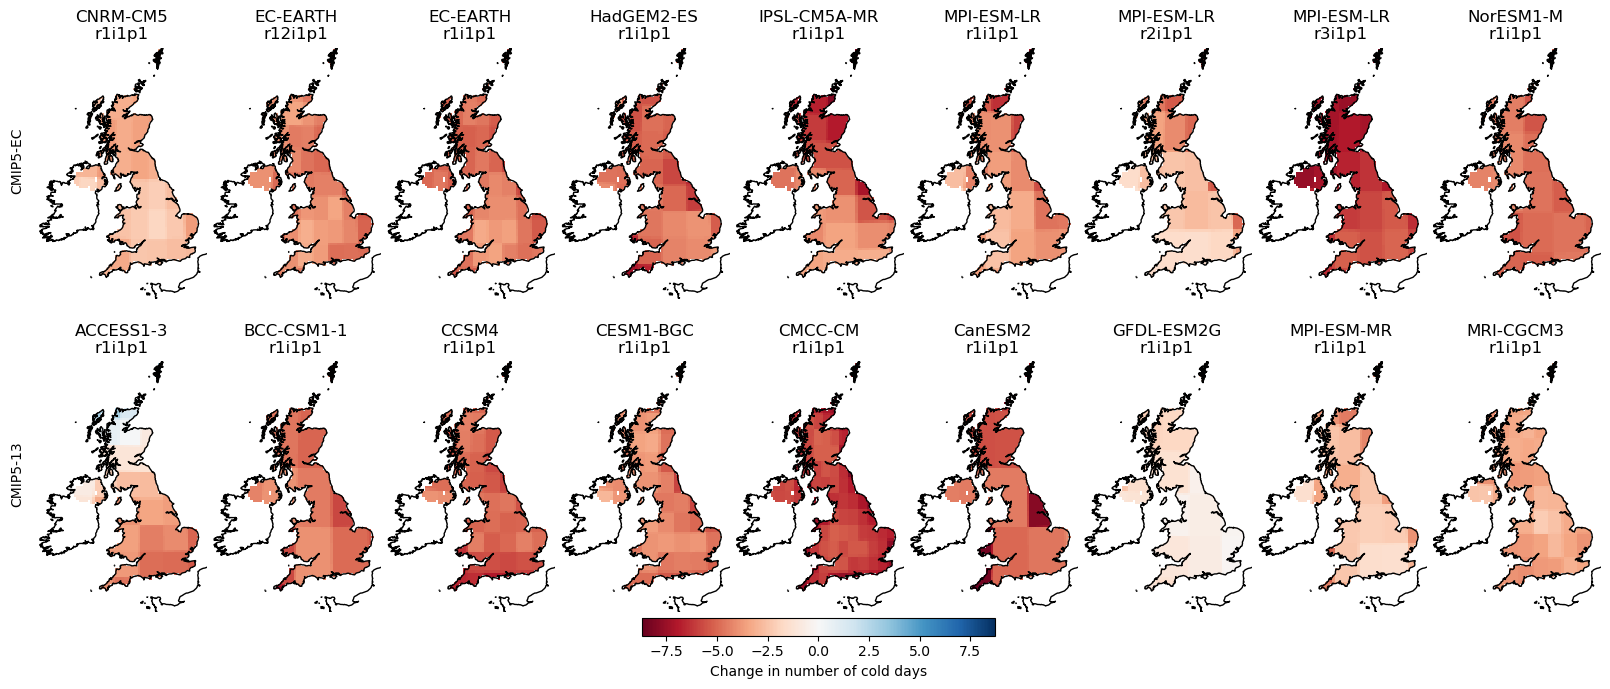 CNRM-CM5
r1i1p1
EC-EARTH
r12i1p1
EC-EARTH
r1i1p1
HadGEM2-ES
r1i1p1
IPSL-CM5A-MR
r1i1p1
MPI-ESM-LR
r1i1p1
MPI-ESM-LR
r2i1p1
MPI-ESM-LR
r3i1p1
NorESM1-M
r1i1p1
CMIP5-EC
ACCESS1-3
r1i1p1
BCC-CSM1-1
r1i1p1
CCSM4
r1i1p1
CESM1-BGC
r1i1p1
CMCC-CM
r1i1p1
CanESM2
r1i1p1
GFDL-ESM2G
r1i1p1
MPI-ESM-MR
r1i1p1
MRI-CGCM3
r1i1p1
CMIP5-13
−7.5 −5.0 −2.5 0.0 2.5 5.0 7.5
Change in number of cold days